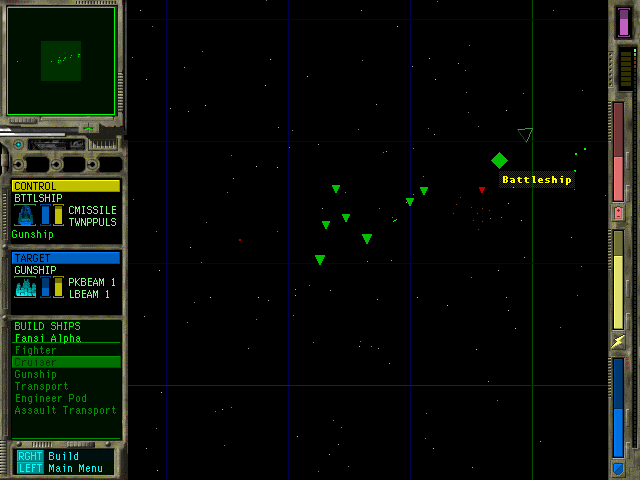 Battleship
CONTROL
BTTLSHIP
CMISSILE
TWNPPULS
Gunship
TARGET
GUNSHIP
PKBEAM 1
LBEAM 1
BUILD SHIPS
Fansi Alpha
Fighter
Cruiser
Gunship
Transport
Engineer Pod
Assault Transport
RGHT Build
LEFT Main Menu